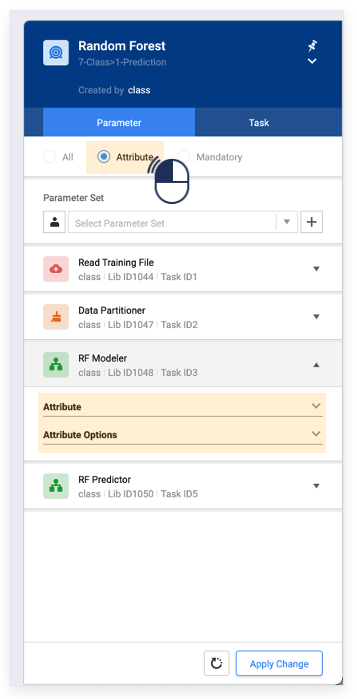 Random Forest
7-Class>1-Prediction
Created by class
Parameter Task
All Attribute Mandatory
Parameter Set
Select Parameter Set
Read Training File
class Lib ID1044 Task ID1
Data Partitioner
class Lib ID1047 Task ID2
RF Modeler
class Lib ID1048 Task ID3
Attribute
Attribute Options
RF Predictor
class Lib ID1050 Task ID5
Apply Change